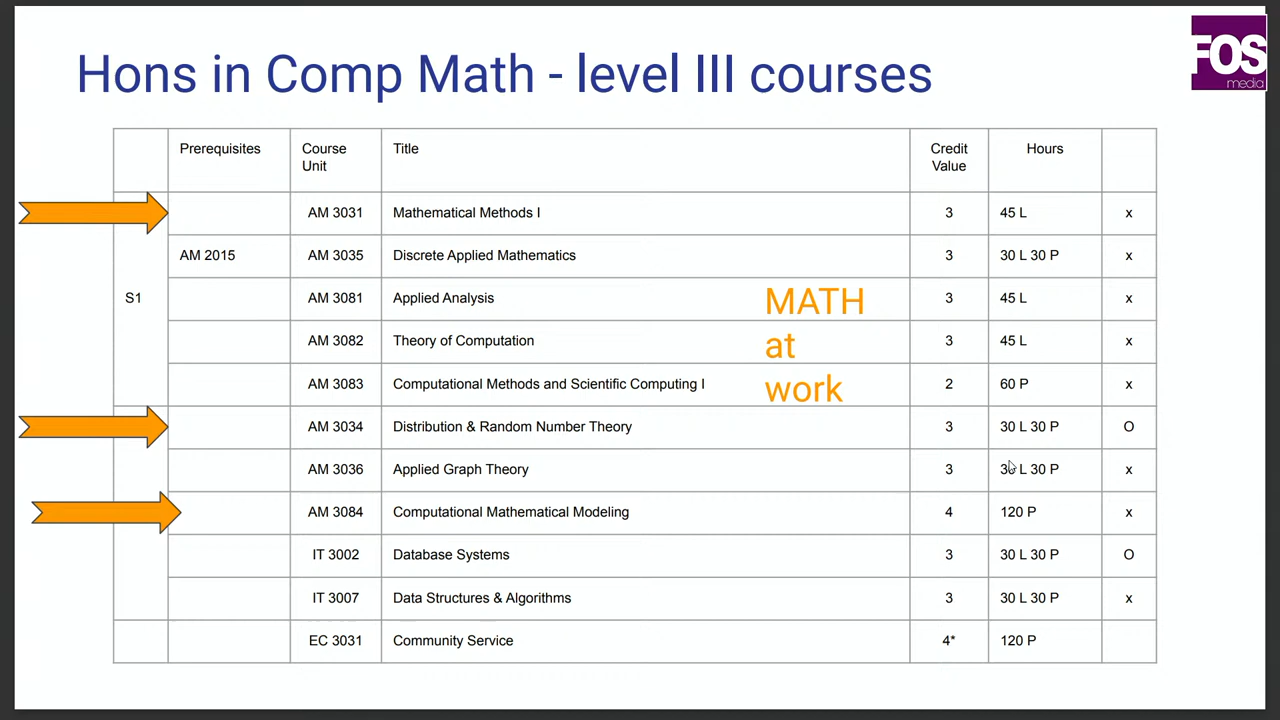 FOS
media
Hons in Comp Math - level III courses
Prerequisites Course Unit Title Credit Value Hours
AM 3031 Mathematical Methods I 3 45 L x
AM 2015 AM 3035 Discrete Applied Mathematics 3 30 L 30 P x
S1 AM 3081 Applied Analysis 3 45 L x
AM 3082 Theory of Computation 3 45 L x
AM 3083 Computational Methods and Scientific Computing I 2 60 P x
MATH
at
work
AM 3034 Distribution & Random Number Theory 3 30 L 30 P O
AM 3036 Applied Graph Theory 3 30 L 30 P x
AM 3084 Computational Mathematical Modeling 4 120 P x
IT 3002 Database Systems 3 30 L 30 P O
IT 3007 Data Structures & Algorithms 3 30 L 30 P x
EC 3031 Community Service 4* 120 P